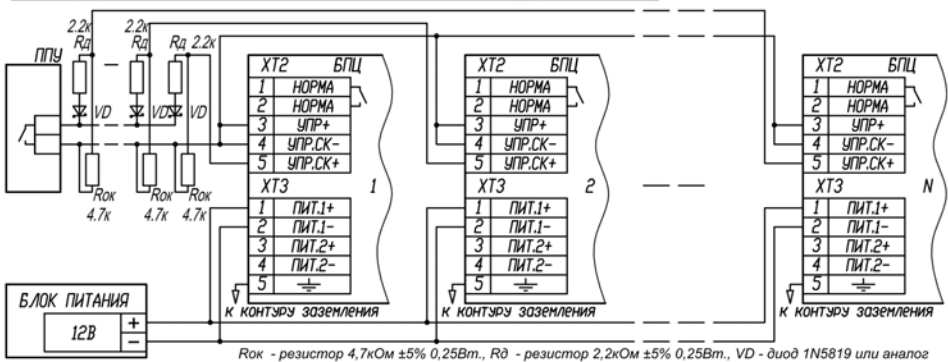 2.2к
Rд
2.2к
Rд
Rд 2.2к
ППУ
VD
VD
VD
Rок
4.7к
Rок
4.7к
Rок
4.7к
XT2 БПЦ
1 НОРМА
2 НОРМА
3 УПР+
4 УПР.СК-
5 УПР.СК+
XT3 1
1 ПИТ.1+
2 ПИТ.1-
3 ПИТ.2+
4 ПИТ.2-
5
к контуру заземления
XT2 БПЦ
1 НОРМА
2 НОРМА
3 УПР+
4 УПР.СК-
5 УПР.СК+
XT3 2
1 ПИТ.1+
2 ПИТ.1-
3 ПИТ.2+
4 ПИТ.2-
5
к контуру заземления
XT2 БПЦ
1 НОРМА
2 НОРМА
3 УПР+
4 УПР.СК-
5 УПР.СК+
XT3 N
1 ПИТ.1+
2 ПИТ.1-
3 ПИТ.2+
4 ПИТ.2-
5
к контуру заземления
БЛОК ПИТАНИЯ
12В
+
−
Rок - резистор 4,7кОм ±5% 0,25Вт., Rд - резистор 2,2кОм ±5% 0,25Вт., VD - диод 1N5819 или аналог